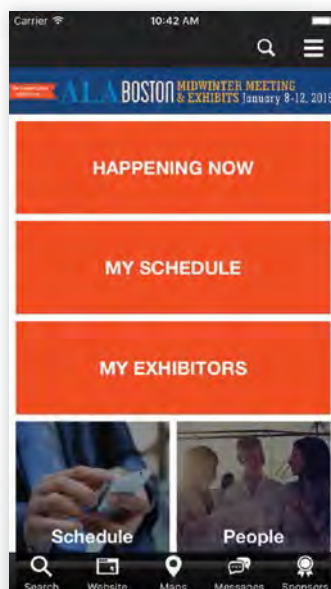 Carrier 10:42 AM
ALA BOSTON MIDWINTER MEETING
& EXHIBITS January 8-12, 2016
HAPPENING NOW
MY SCHEDULE
MY EXHIBITORS
Schedule People
Search Website Maps Messages Sponsors